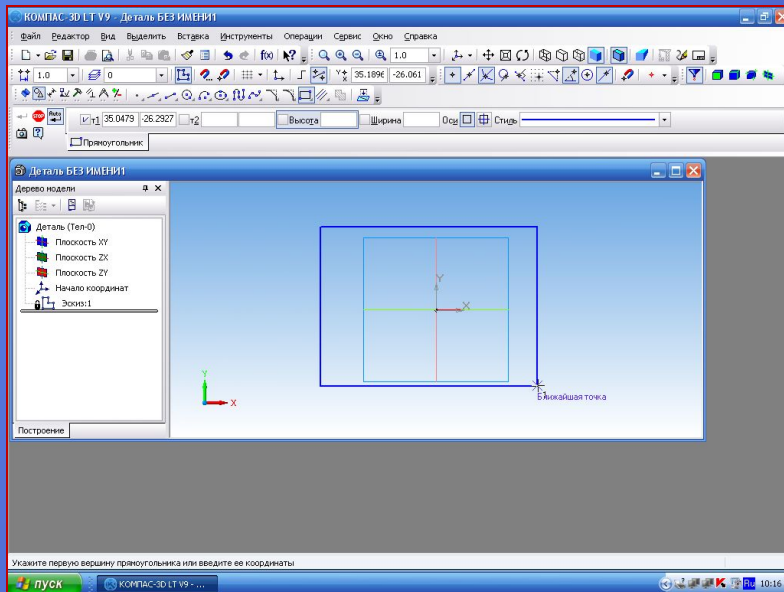 КОМПАС-3D LT V9 - Деталь БЕЗ ИМЕНИ1
Файл Редактор Вид Выделить Вставка Инструменты Операции Сервис Окно Справка
f(x) 1.0
1.0 0 35.1896 -26.061
Auto т1 35.0479 -26.2927 т2 Высота Ширина Оси Стиль
Прямоугольник
Деталь БЕЗ ИМЕНИ1
Дерево модели
Деталь (Тел-0)
Плоскость XY
Плоскость ZX
Плоскость ZY
Начало координат
Эскиз:1
Y
X
Y
X
Ближайшая точка
Построение
Укажите первую вершину прямоугольника или введите ее координаты
пуск КОМПАС-3D LT V9 - ... Ru 10:16